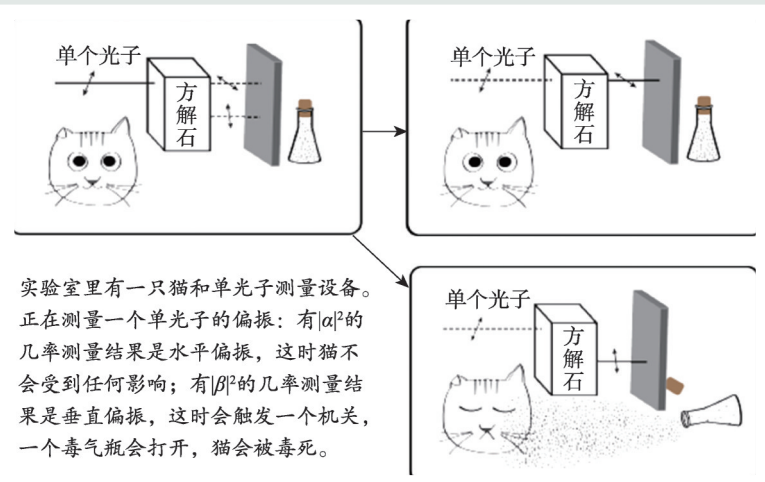 单个光子
方解石
单个光子
方解石
实验室里有一只猫和单光子测量设备。
正在测量一个单光子的偏振：有|α|²的
几率测量结果是水平偏振，这时猫不
会受到任何影响；有|β|²的几率测量结
果是垂直偏振，这时会触发一个机关，
一个毒气瓶会打开，猫会被毒死。
单个光子
方解石